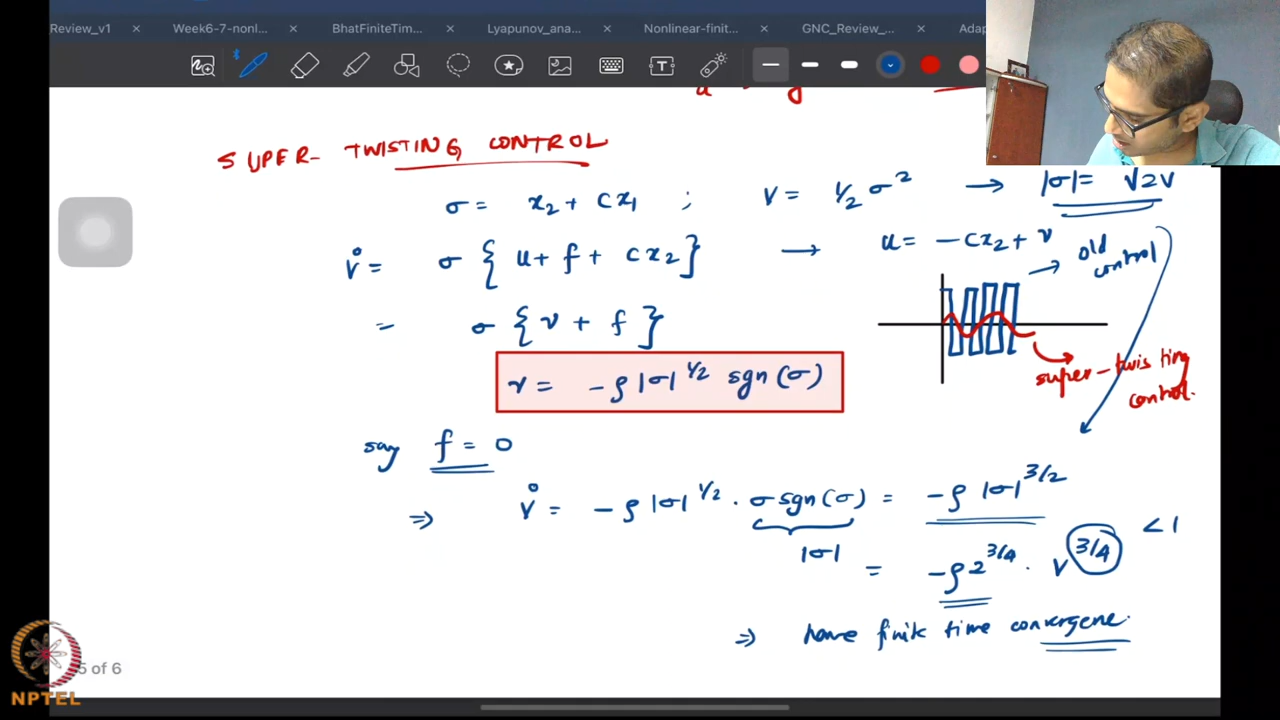 Review_v1 × Week6-7-nonl... × BhatFiniteTim... × Lyapunov_ana... × Nonlinear-finit... × GNC_Review_... × Adap
SUPER- TWISTING CONTROL
σ = x₂ + cx₁ ; V = 1/2 σ² → |σ| = √2V
V̊ = σ { u + f + cx₂ } → u = -cx₂ + ν
old control
= σ { ν + f }
super-twisting control.
ν = -ρ |σ|^1/2 sgn(σ)
say f = 0
⇒ V̊ = -ρ |σ|^1/2 · σ sgn(σ) = -ρ |σ|^3/2
|σ|
= -ρ 2^3/4 · V^3/4 < 1
⇒ have finite time convergene.
5 of 6
NPTEL